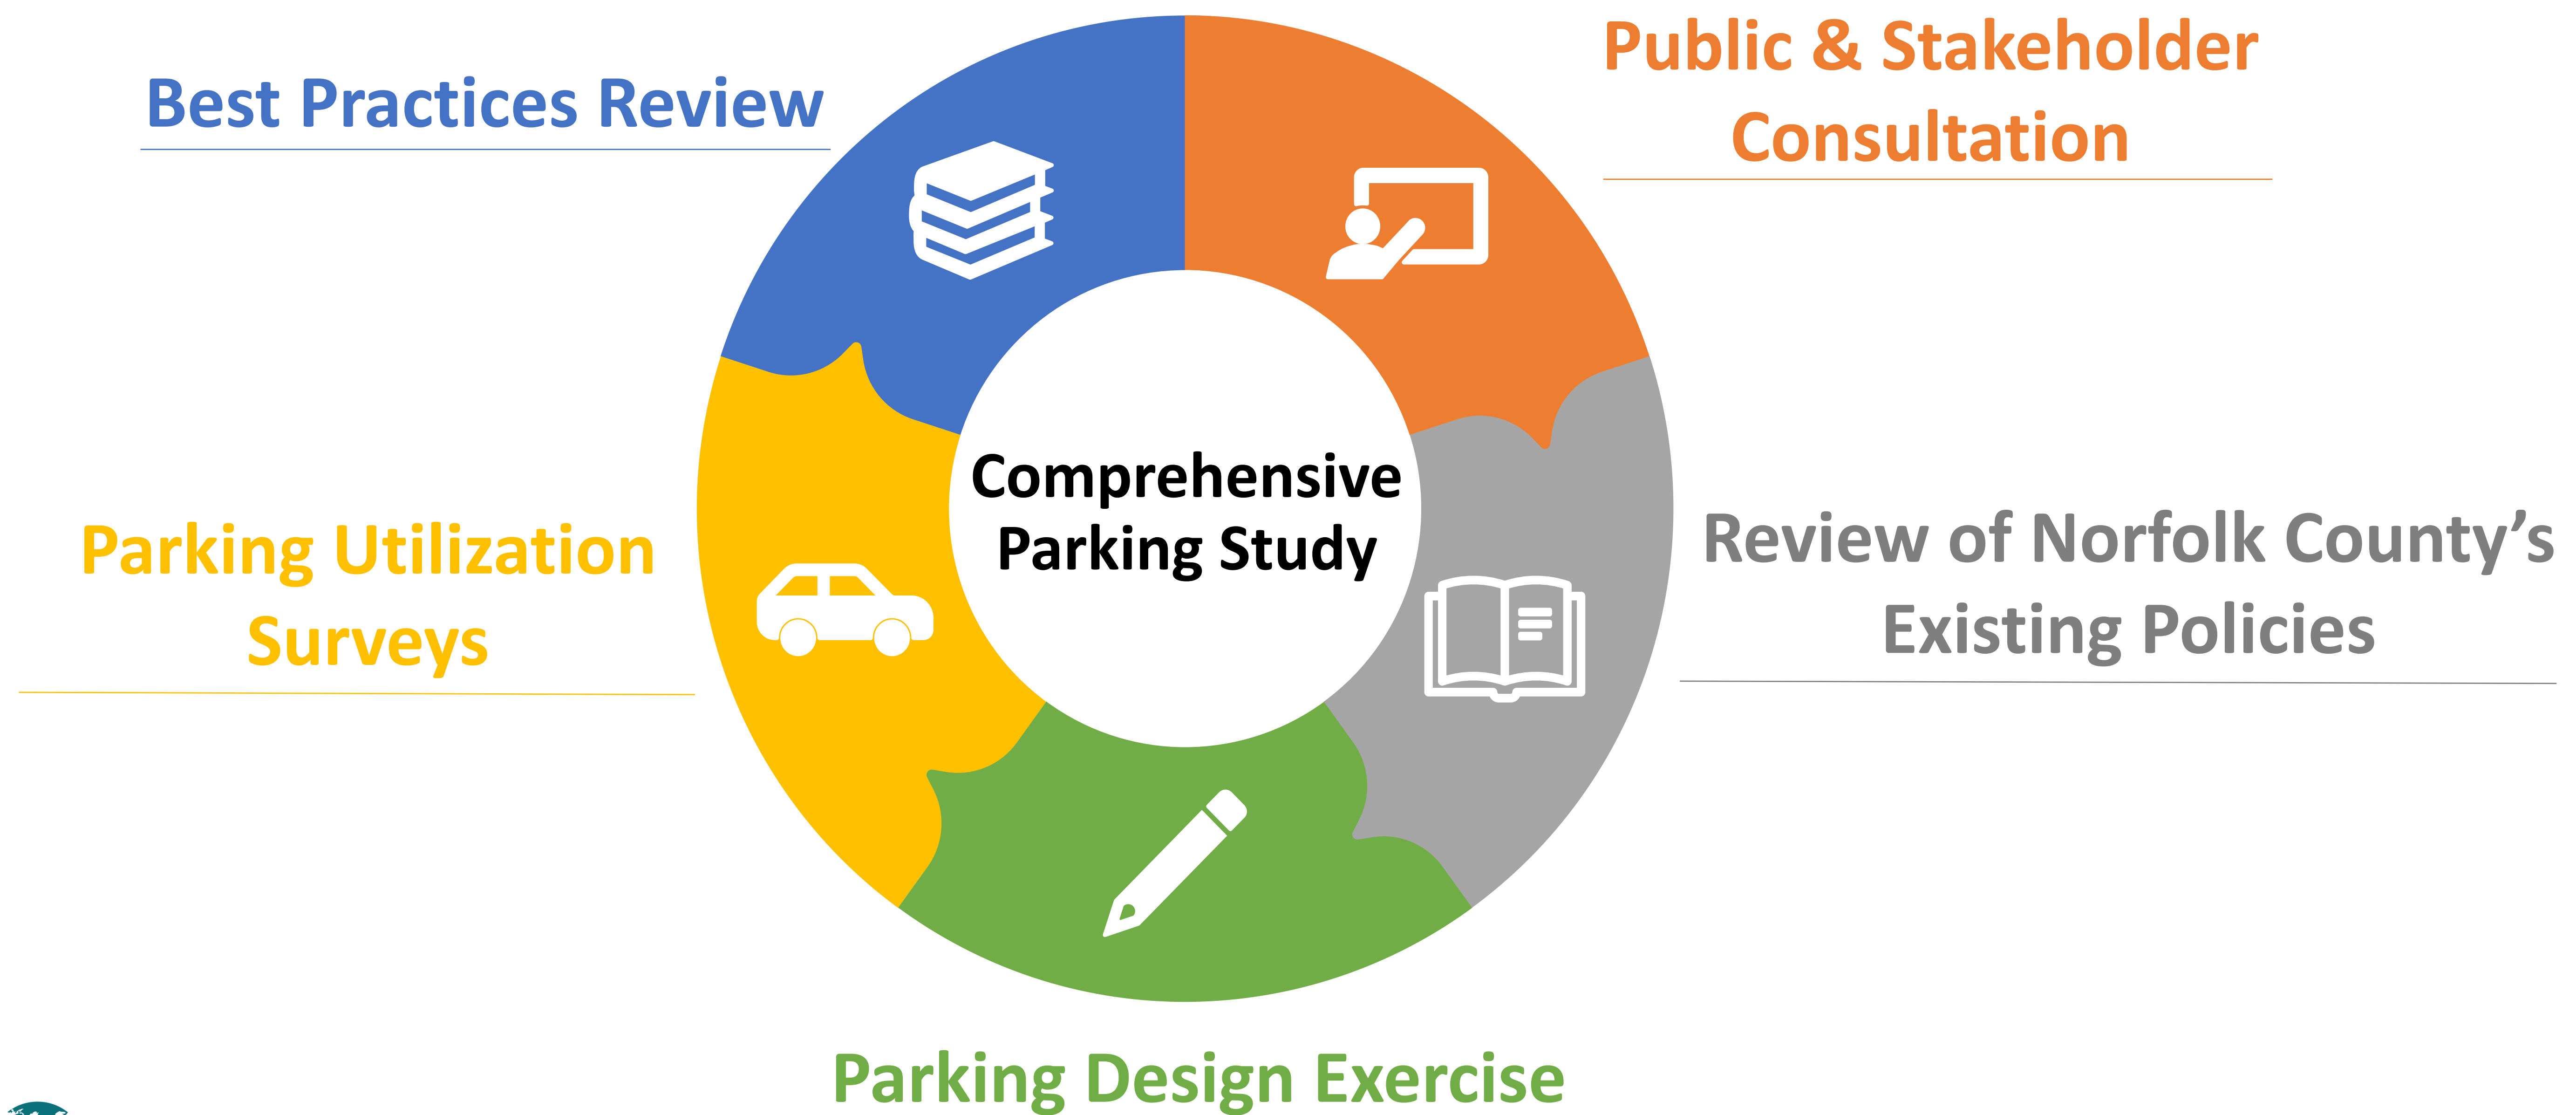 Best Practices Review
Public & Stakeholder
Consultation
Comprehensive
Parking Study
Parking Utilization
Surveys
Review of Norfolk County’s
Existing Policies
Parking Design Exercise